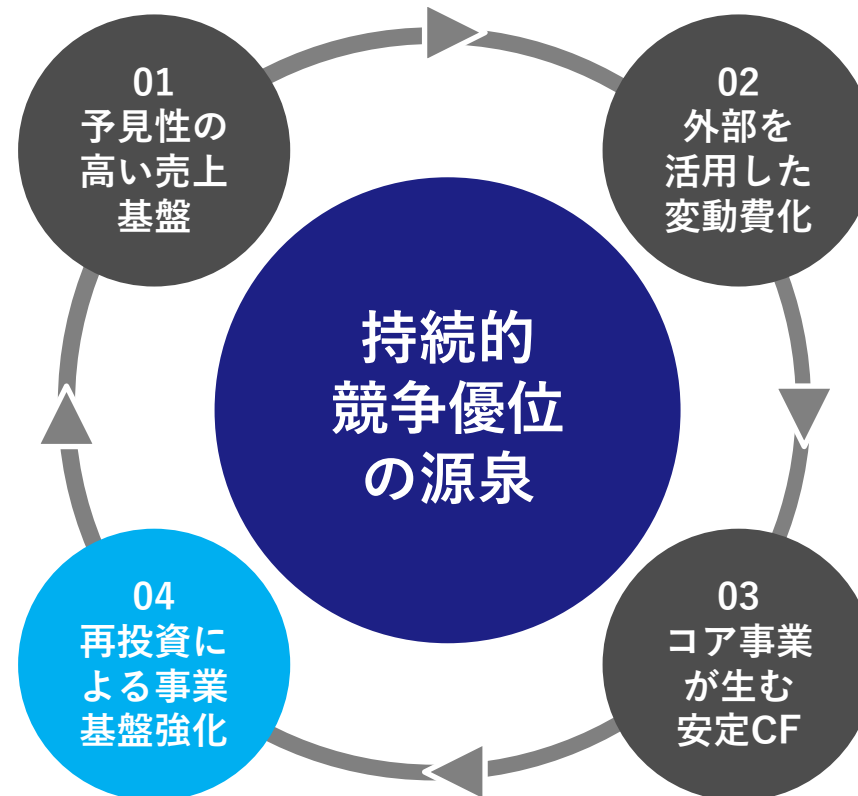 01
予見性の
高い売上
基盤
02
外部を
活用した
変動費化
持続的
競争優位
の源泉
04
再投資に
よる事業
基盤強化
03
コア事業
が生む
安定CF